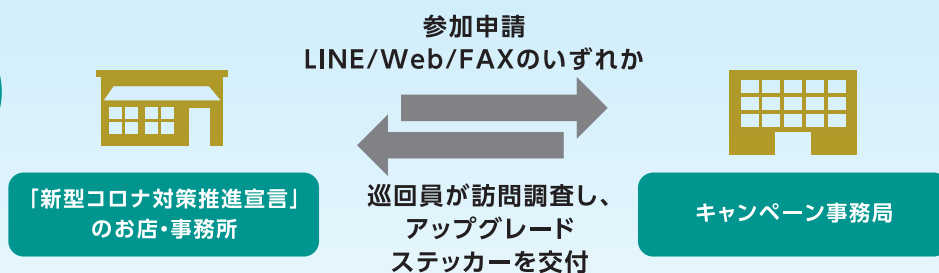 参加申請
LINE/Web/FAXのいずれか
「新型コロナ対策推進宣言」
のお店・事務所
巡回員が訪問調査し、
アップグレード
ステッカーを交付
キャンペーン事務局